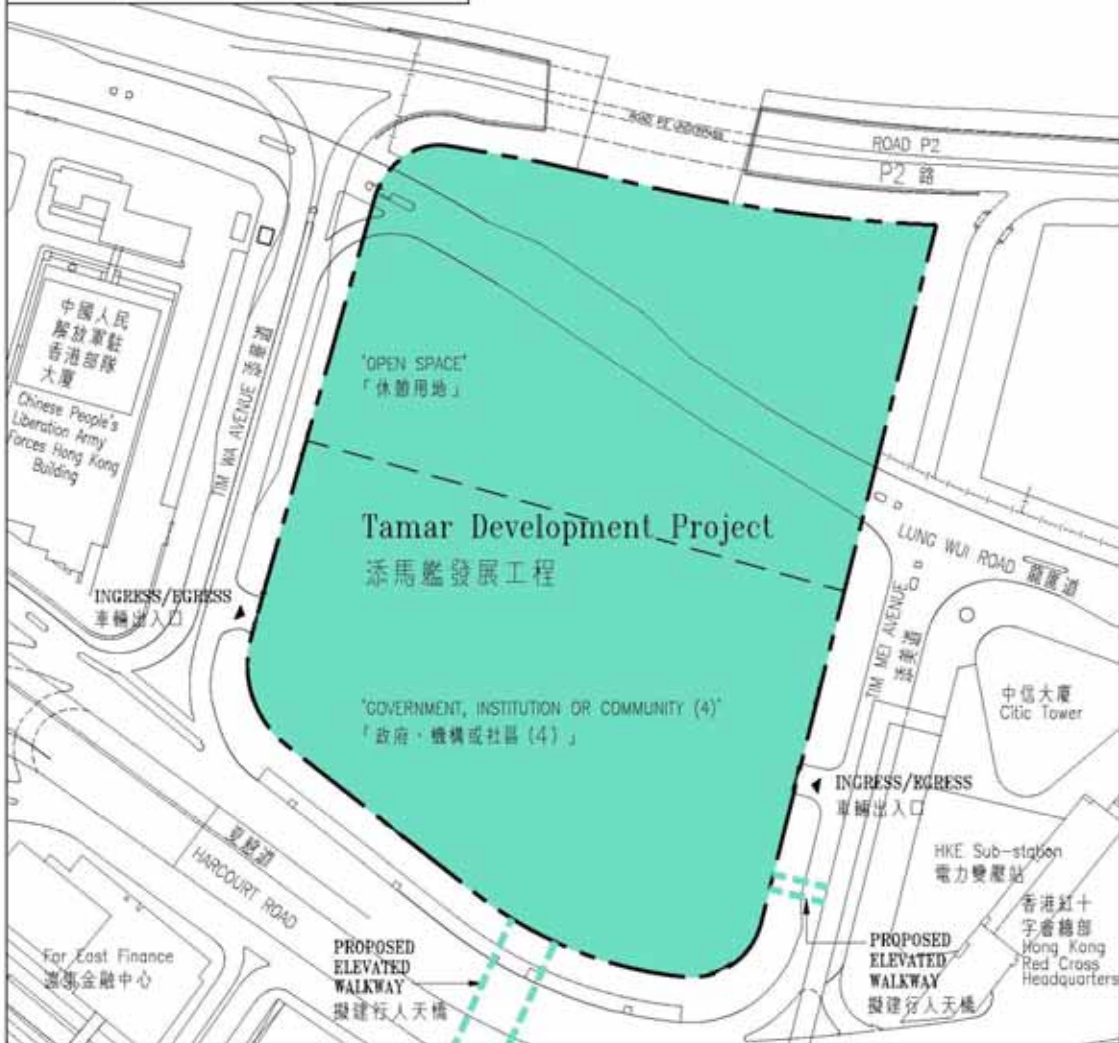 ROAD P2
P2 路
中國人民
解放軍駐
香港部隊
大廈
Chinese People's
Liberation Army
Forces Hong Kong
Building
TIM WA AVENUE 添華道
'OPEN SPACE'
「休憩用地」
Tamar Development Project
添馬艦發展工程
INGRESS/EGRESS
車輛出入口
LUNG WUI ROAD 龍匯道
TIM MEI AVENUE
添美道
中信大廈
Citic Tower
'GOVERNMENT, INSTITUTION OR COMMUNITY (4)'
「政府、機構或社區(4)」
INGRESS/EGRESS
車輛出入口
夏慤道
HARCOURT ROAD
HKE Sub-station
電力變壓站
香港紅十
字會總部
Hong Kong
Red Cross
Headquarters
Far East Finance
遠東金融中心
PROPOSED
ELEVATED
WALKWAY
擬建行人天橋
PROPOSED
ELEVATED
WALKWAY
擬建行人天橋